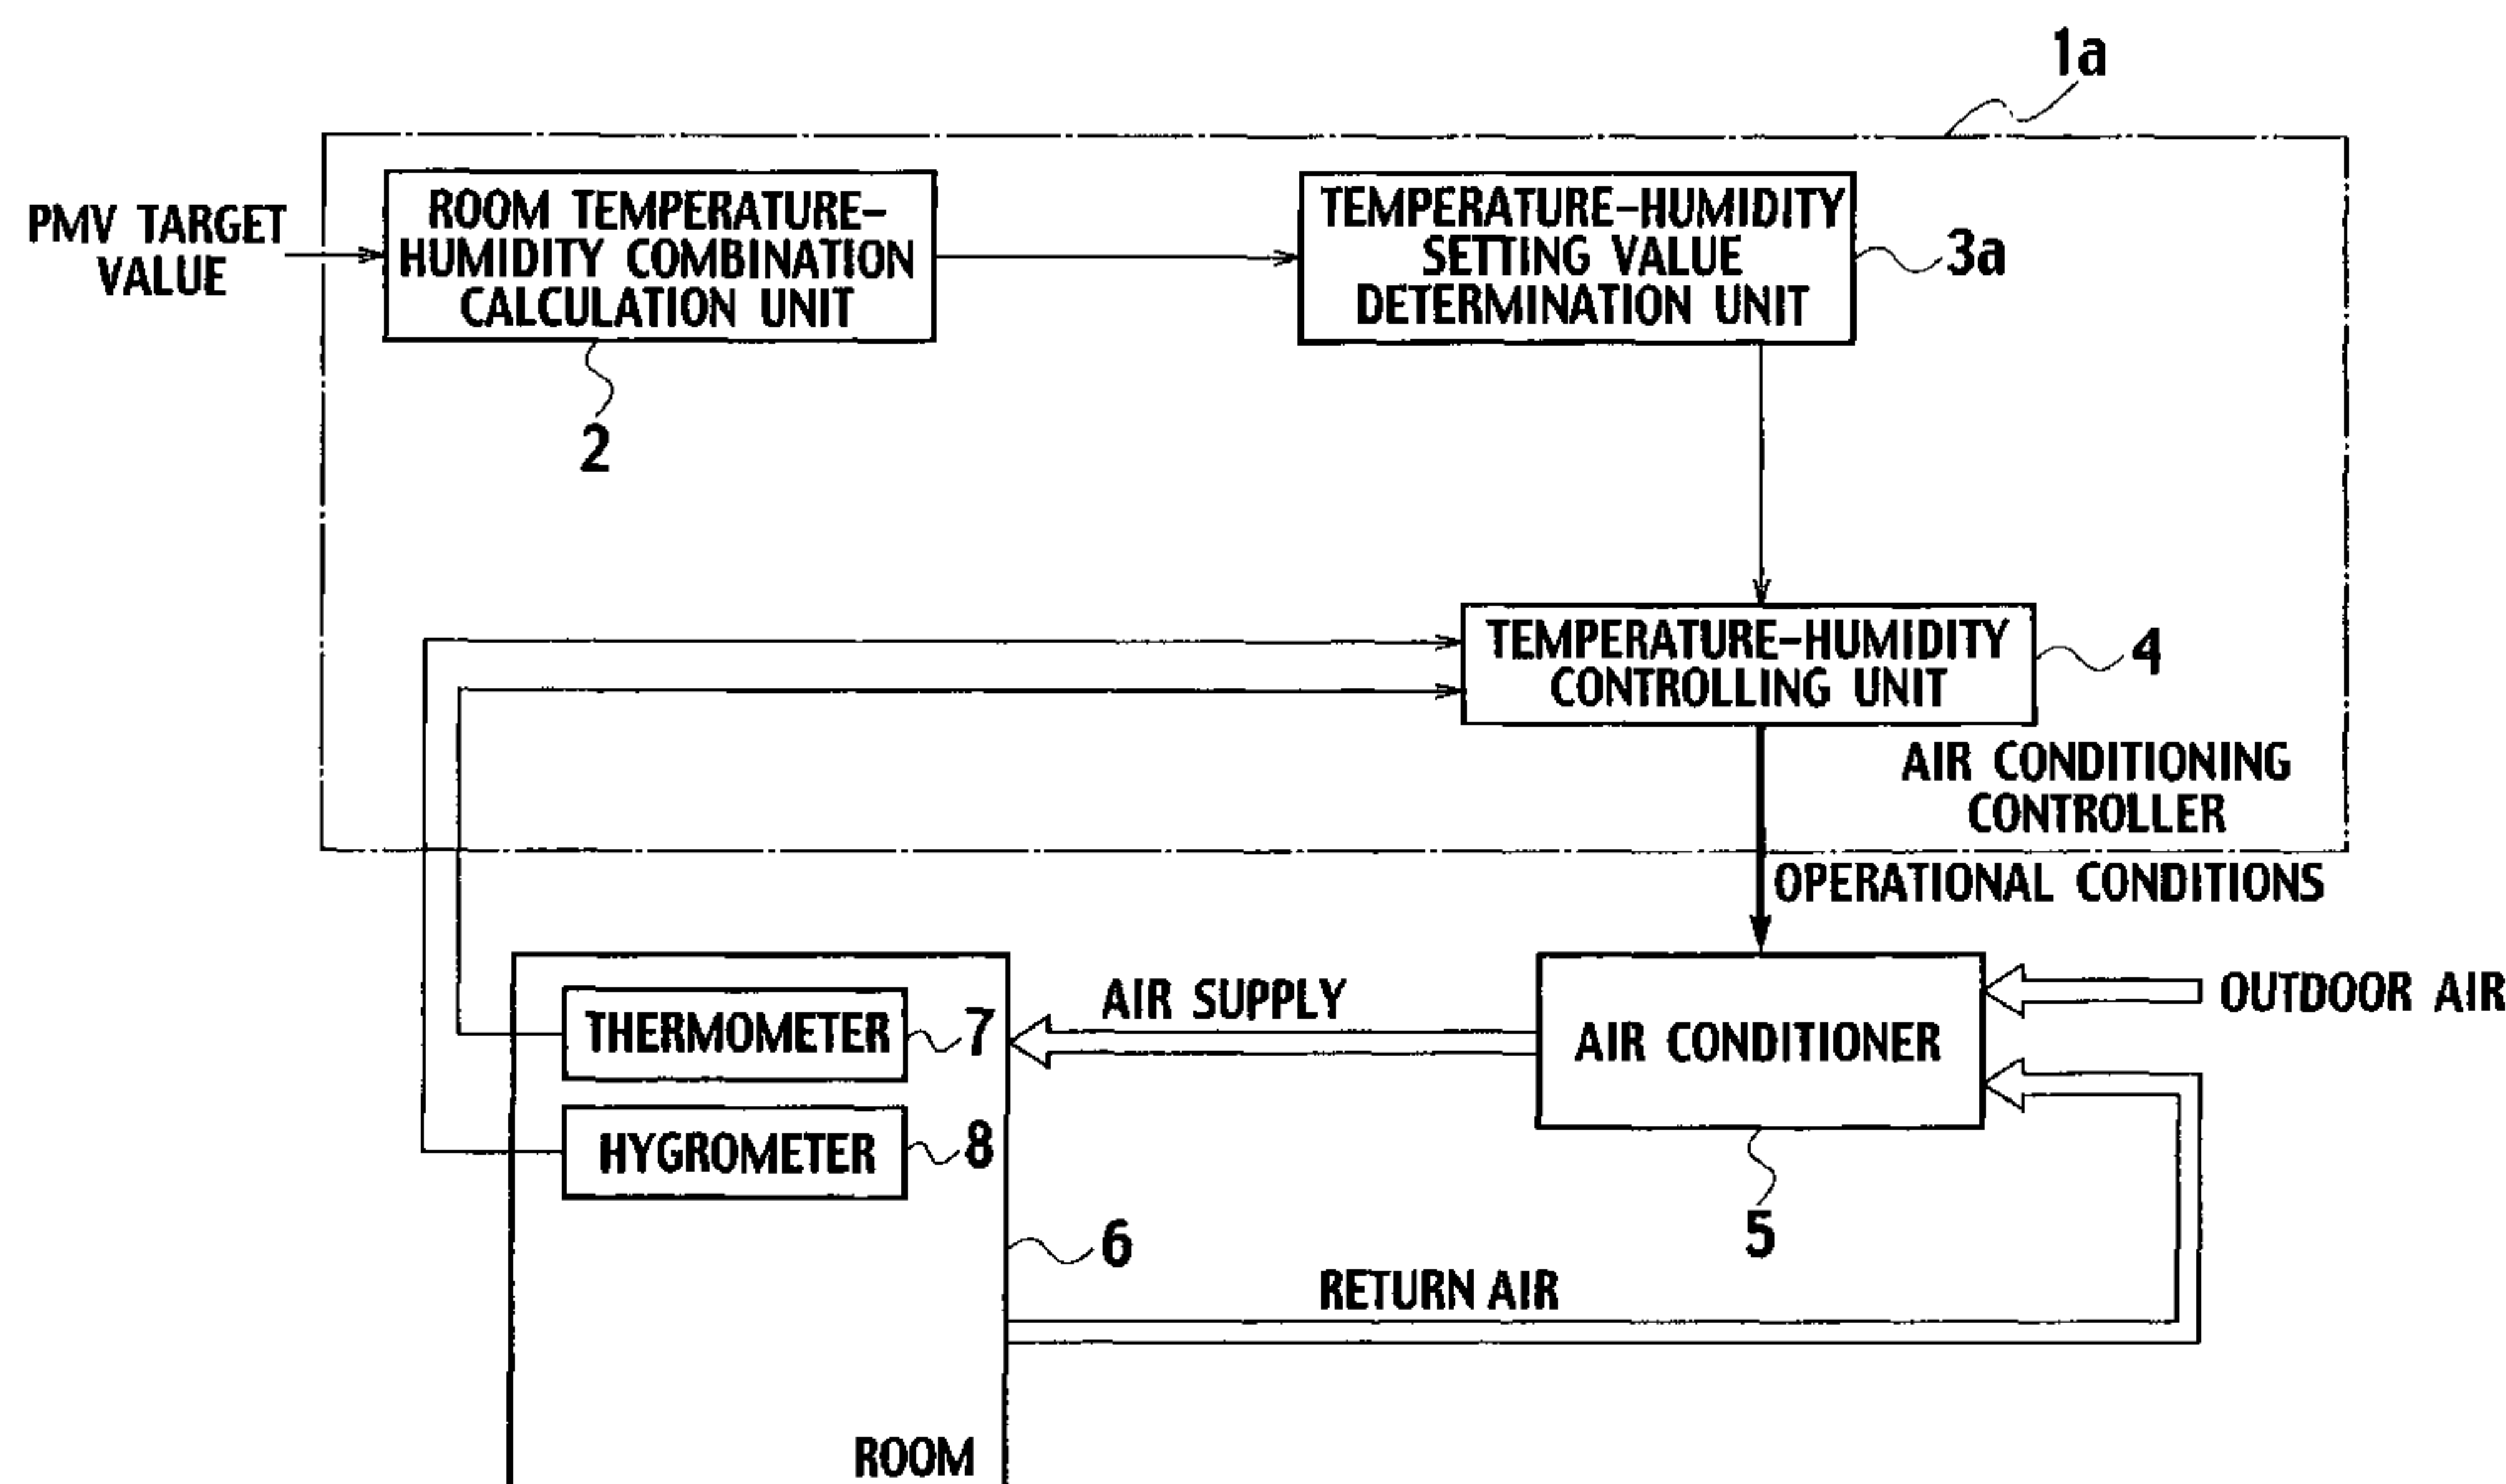 1a
PMV TARGET
VALUE
ROOM TEMPERATURE-
HUMIDITY COMBINATION
CALCULATION UNIT
2
TEMPERATURE-HUMIDITY
SETTING VALUE
DETERMINATION UNIT
3a
TEMPERATURE-HUMIDITY
CONTROLLING UNIT
4
AIR CONDITIONING
CONTROLLER
OPERATIONAL CONDITIONS
THERMOMETER
7
HYGROMETER
8
AIR SUPPLY
AIR CONDITIONER
5
OUTDOOR AIR
6
RETURN AIR
ROOM